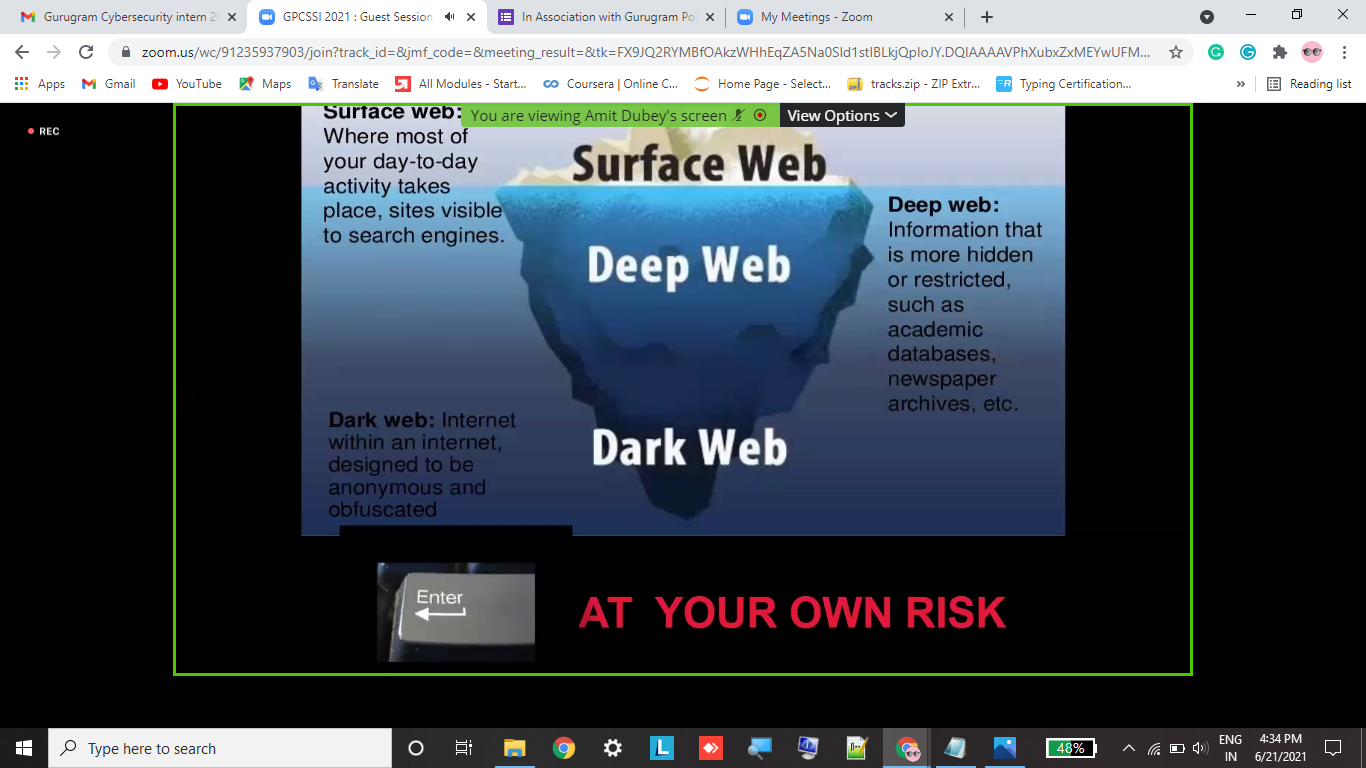 Gurugram Cybersecurity intern 2
GPCSSI 2021 : Guest Session
In Association with Gurugram Po
My Meetings - Zoom
zoom.us/wc/91235937903/join?track_id=&jmf_code=&meeting_result=&tk=FX9JQ2RYMBfOAkzWHhEqZA5Na0SId1stIBLkjQpIoJY.DQIAAAAVPhXubxZxMEYwUFM...
Apps
Gmail
YouTube
Maps
Translate
All Modules - Start...
Coursera | Online C...
Home Page - Select...
tracks.zip - ZIP Extr...
Typing Certification...
»
Reading list
REC
You are viewing Amit Dubey's screen
View Options
Surface web:
Where most of
your day-to-day
activity takes
place, sites visible
to search engines.
Surface Web
Deep Web
Deep web:
Information that
is more hidden
or restricted,
such as
academic
databases,
newspaper
archives, etc.
Dark web: Internet
within an internet,
designed to be
anonymous and
obfuscated
Dark Web
Enter
AT YOUR OWN RISK
Type here to search
L
48%
ENG
IN
4:34 PM
6/21/2021